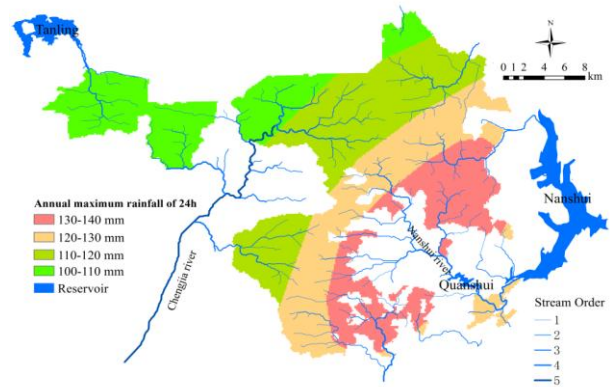 Tanling
N
0 1 2 4 6 8
km
Annual maximum rainfall of 24h
130-140 mm
120-130 mm
110-120 mm
100-110 mm
Reservoir
Chengjia river
Nanshui
Nanshui river
Quanshui
Stream Order
1
2
3
4
5